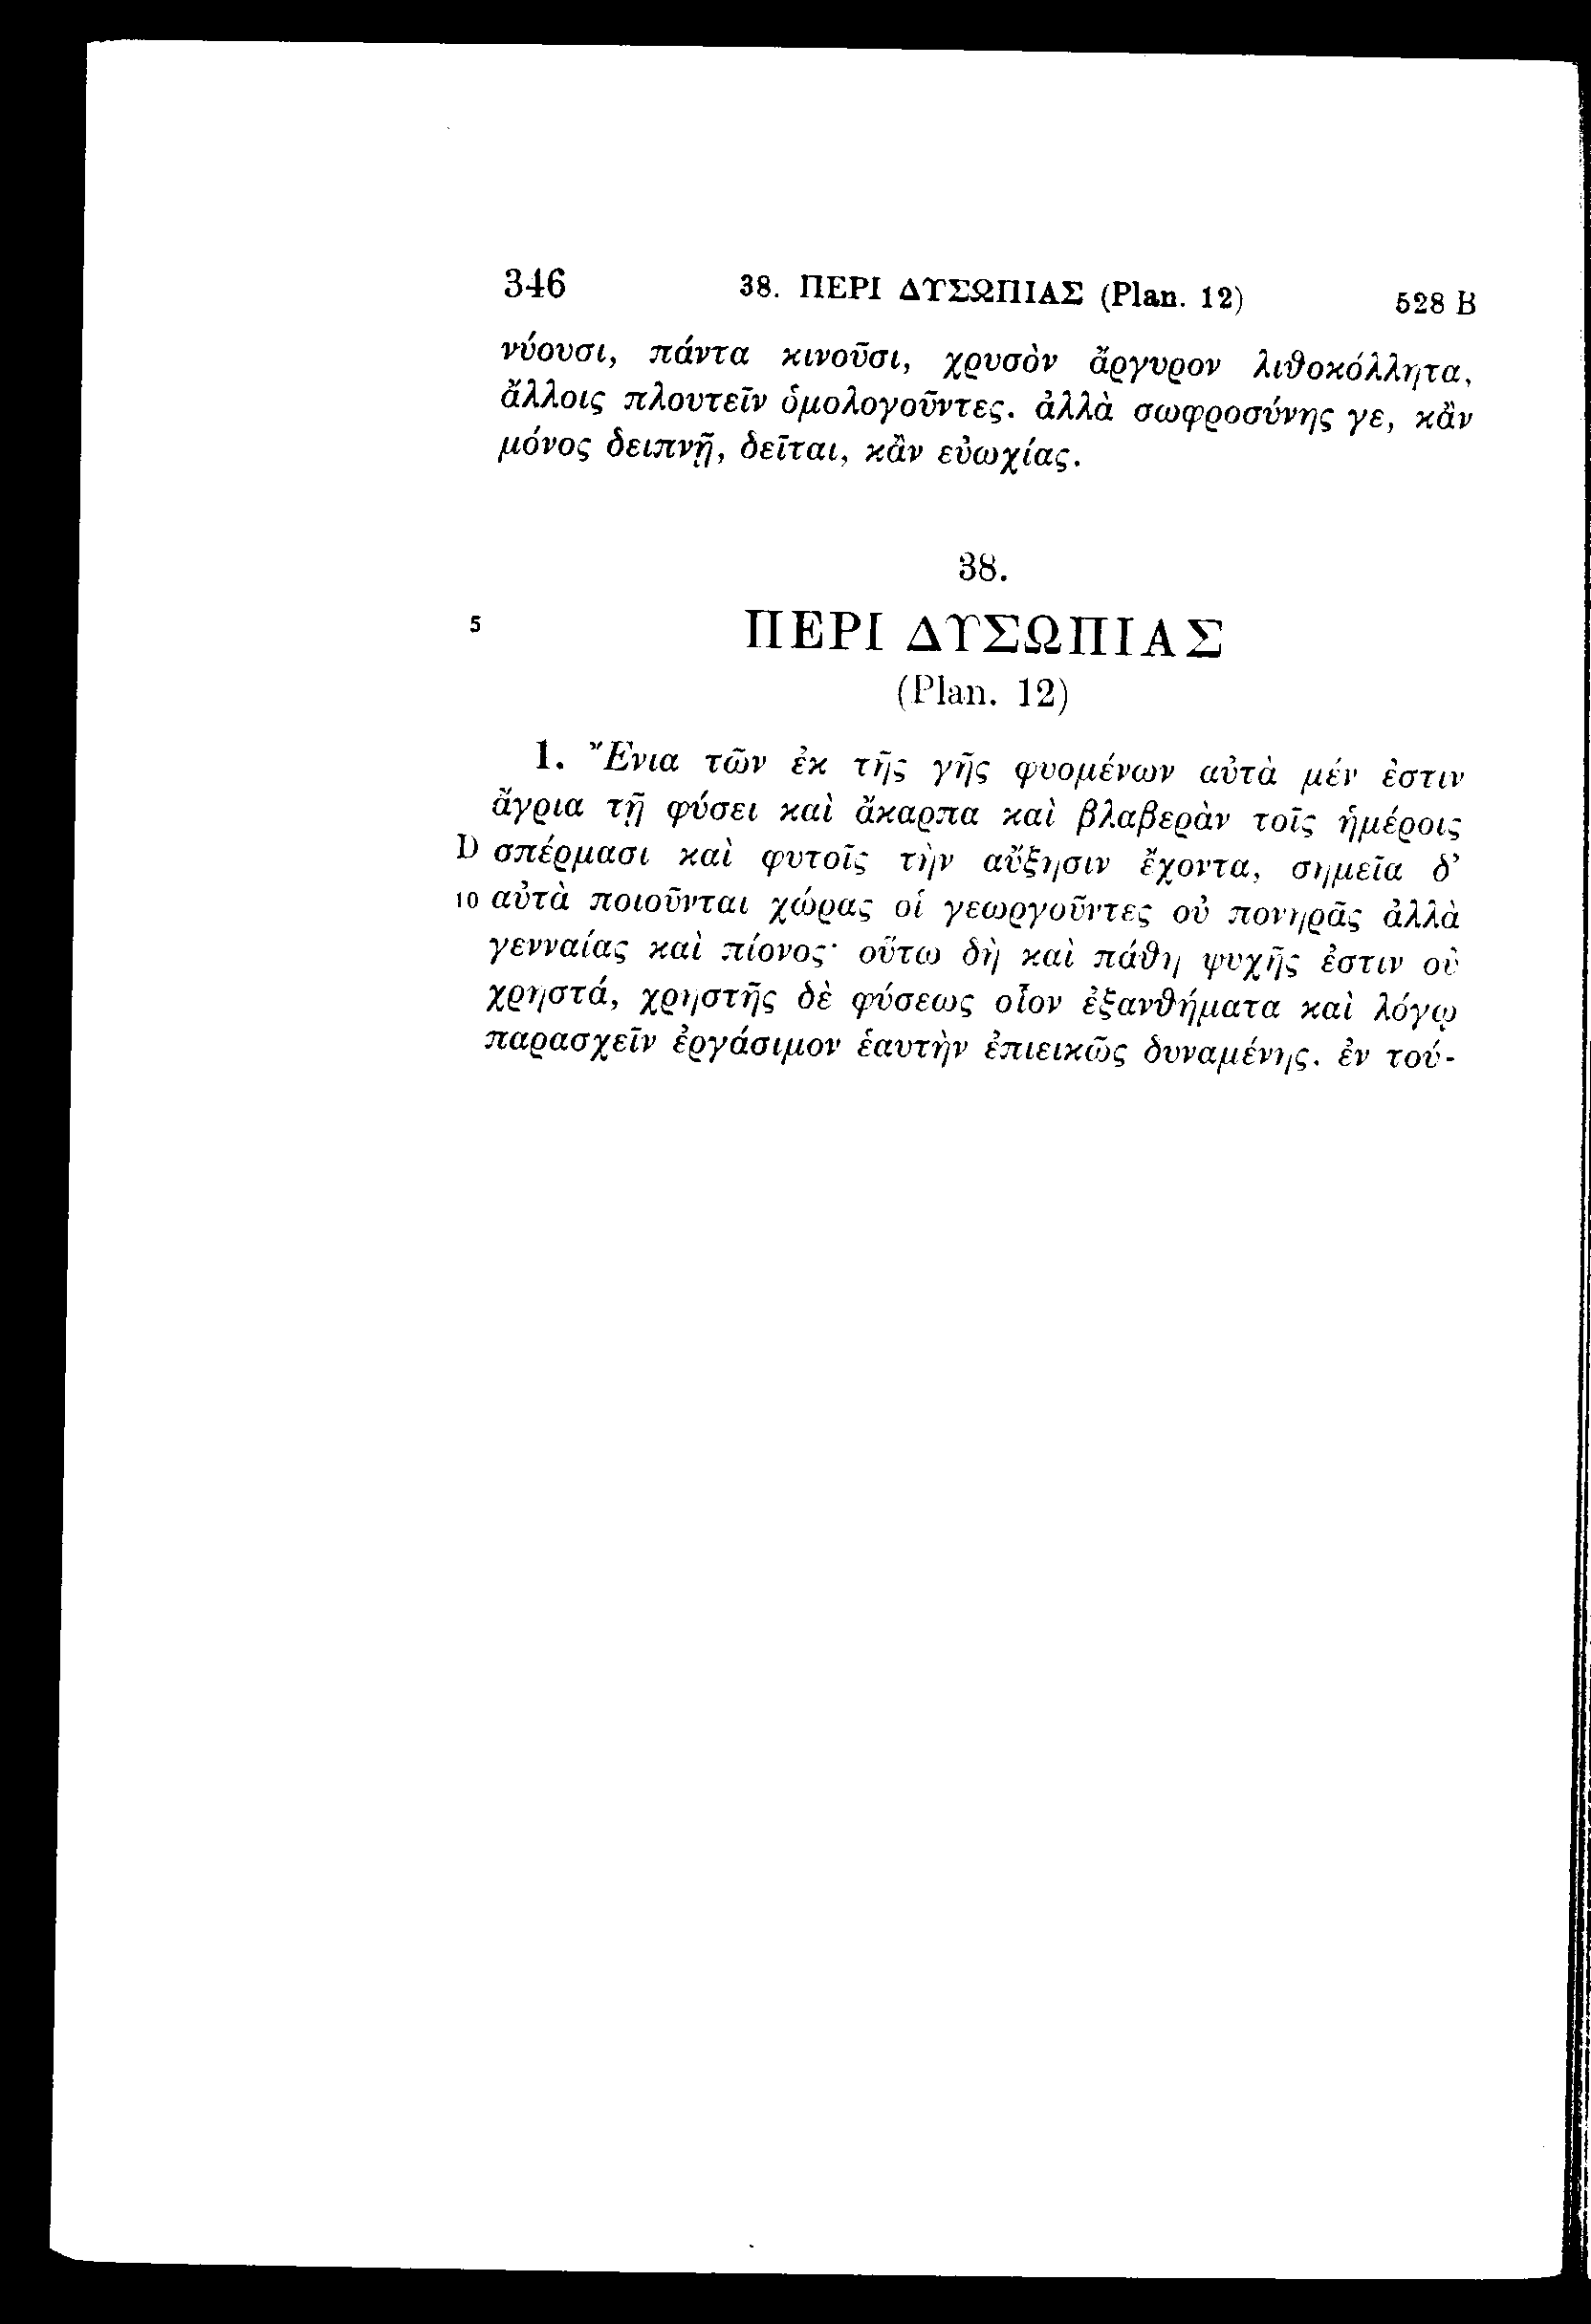 346 38. ΠΕΡΙ ΔΥΣΩΠΙΑΣ (Plan. 12) 528 B
νύουσι, πάντα κινοῦσι, χρυσὸν ἄργυρον λιθοκόλλητα,
ἄλλοις πλουτεῖν ὁμολογοῦντες. ἀλλὰ σωφροσύνης γε, κἂν
μόνος δειπνῇ, δεῖται, κἂν εὐωχίας.
38.
5 ΠΕΡΙ ΔΥΣΩΠΙΑΣ
(Plan. 12)
1. Ἔνια τῶν ἐκ τῆς γῆς φυομένων αὐτὰ μέν ἐστιν
ἄγρια τῇ φύσει καὶ ἄκαρπα καὶ βλαβερὰν τοῖς ἡμέροις
D σπέρμασι καὶ φυτοῖς τὴν αὔξησιν ἔχοντα, σημεῖα δ’
10 αὐτὰ ποιοῦνται χώρας οἱ γεωργοῦντες οὐ πονηρᾶς ἀλλὰ
γενναίας καὶ πίονος· οὕτω δὴ καὶ πάθη ψυχῆς ἐστιν οὐ
χρηστά, χρηστῆς δὲ φύσεως οἷον ἐξανθήματα καὶ λόγῳ
παρασχεῖν ἐργάσιμον ἑαυτὴν ἐπιεικῶς δυναμένης. ἐν τού-